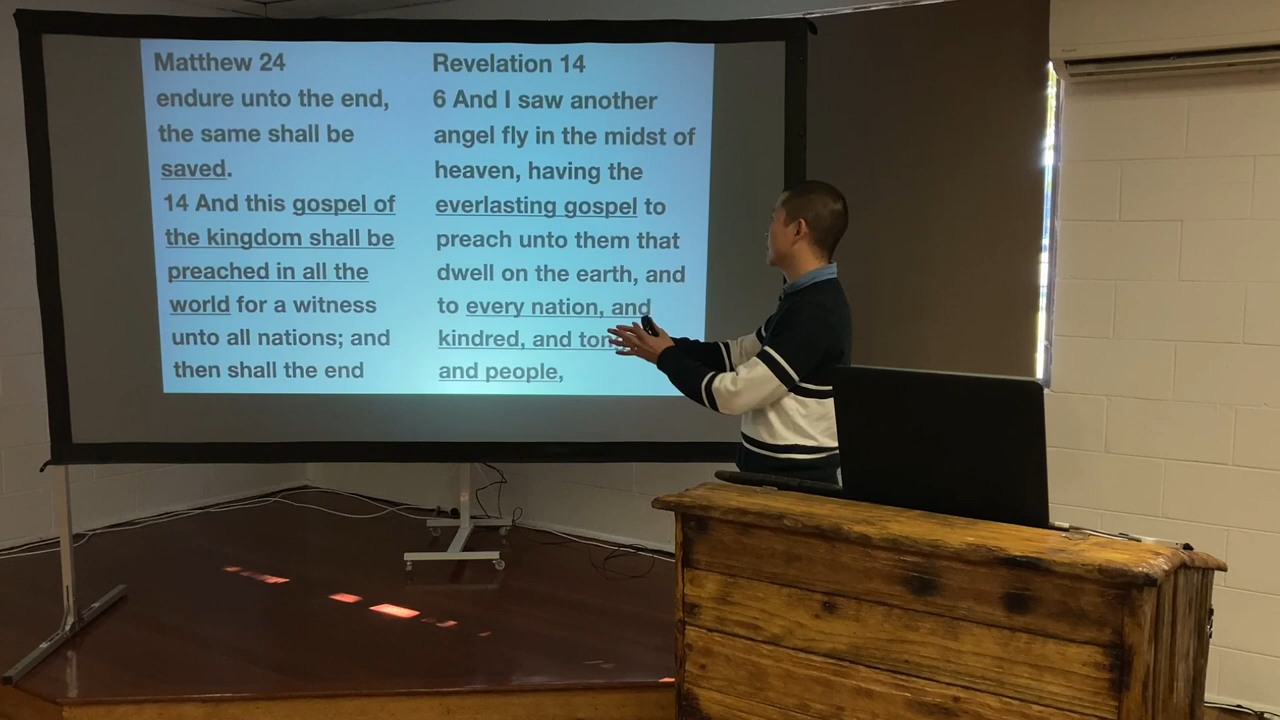 Matthew 24
endure unto the end,
the same shall be
saved.
14 And this gospel of
the kingdom shall be
preached in all the
world for a witness
unto all nations; and
then shall the end
Revelation 14
6 And I saw another
angel fly in the midst of
heaven, having the
everlasting gospel to
preach unto them that
dwell on the earth, and
to every nation, and
kindred, and
and people,